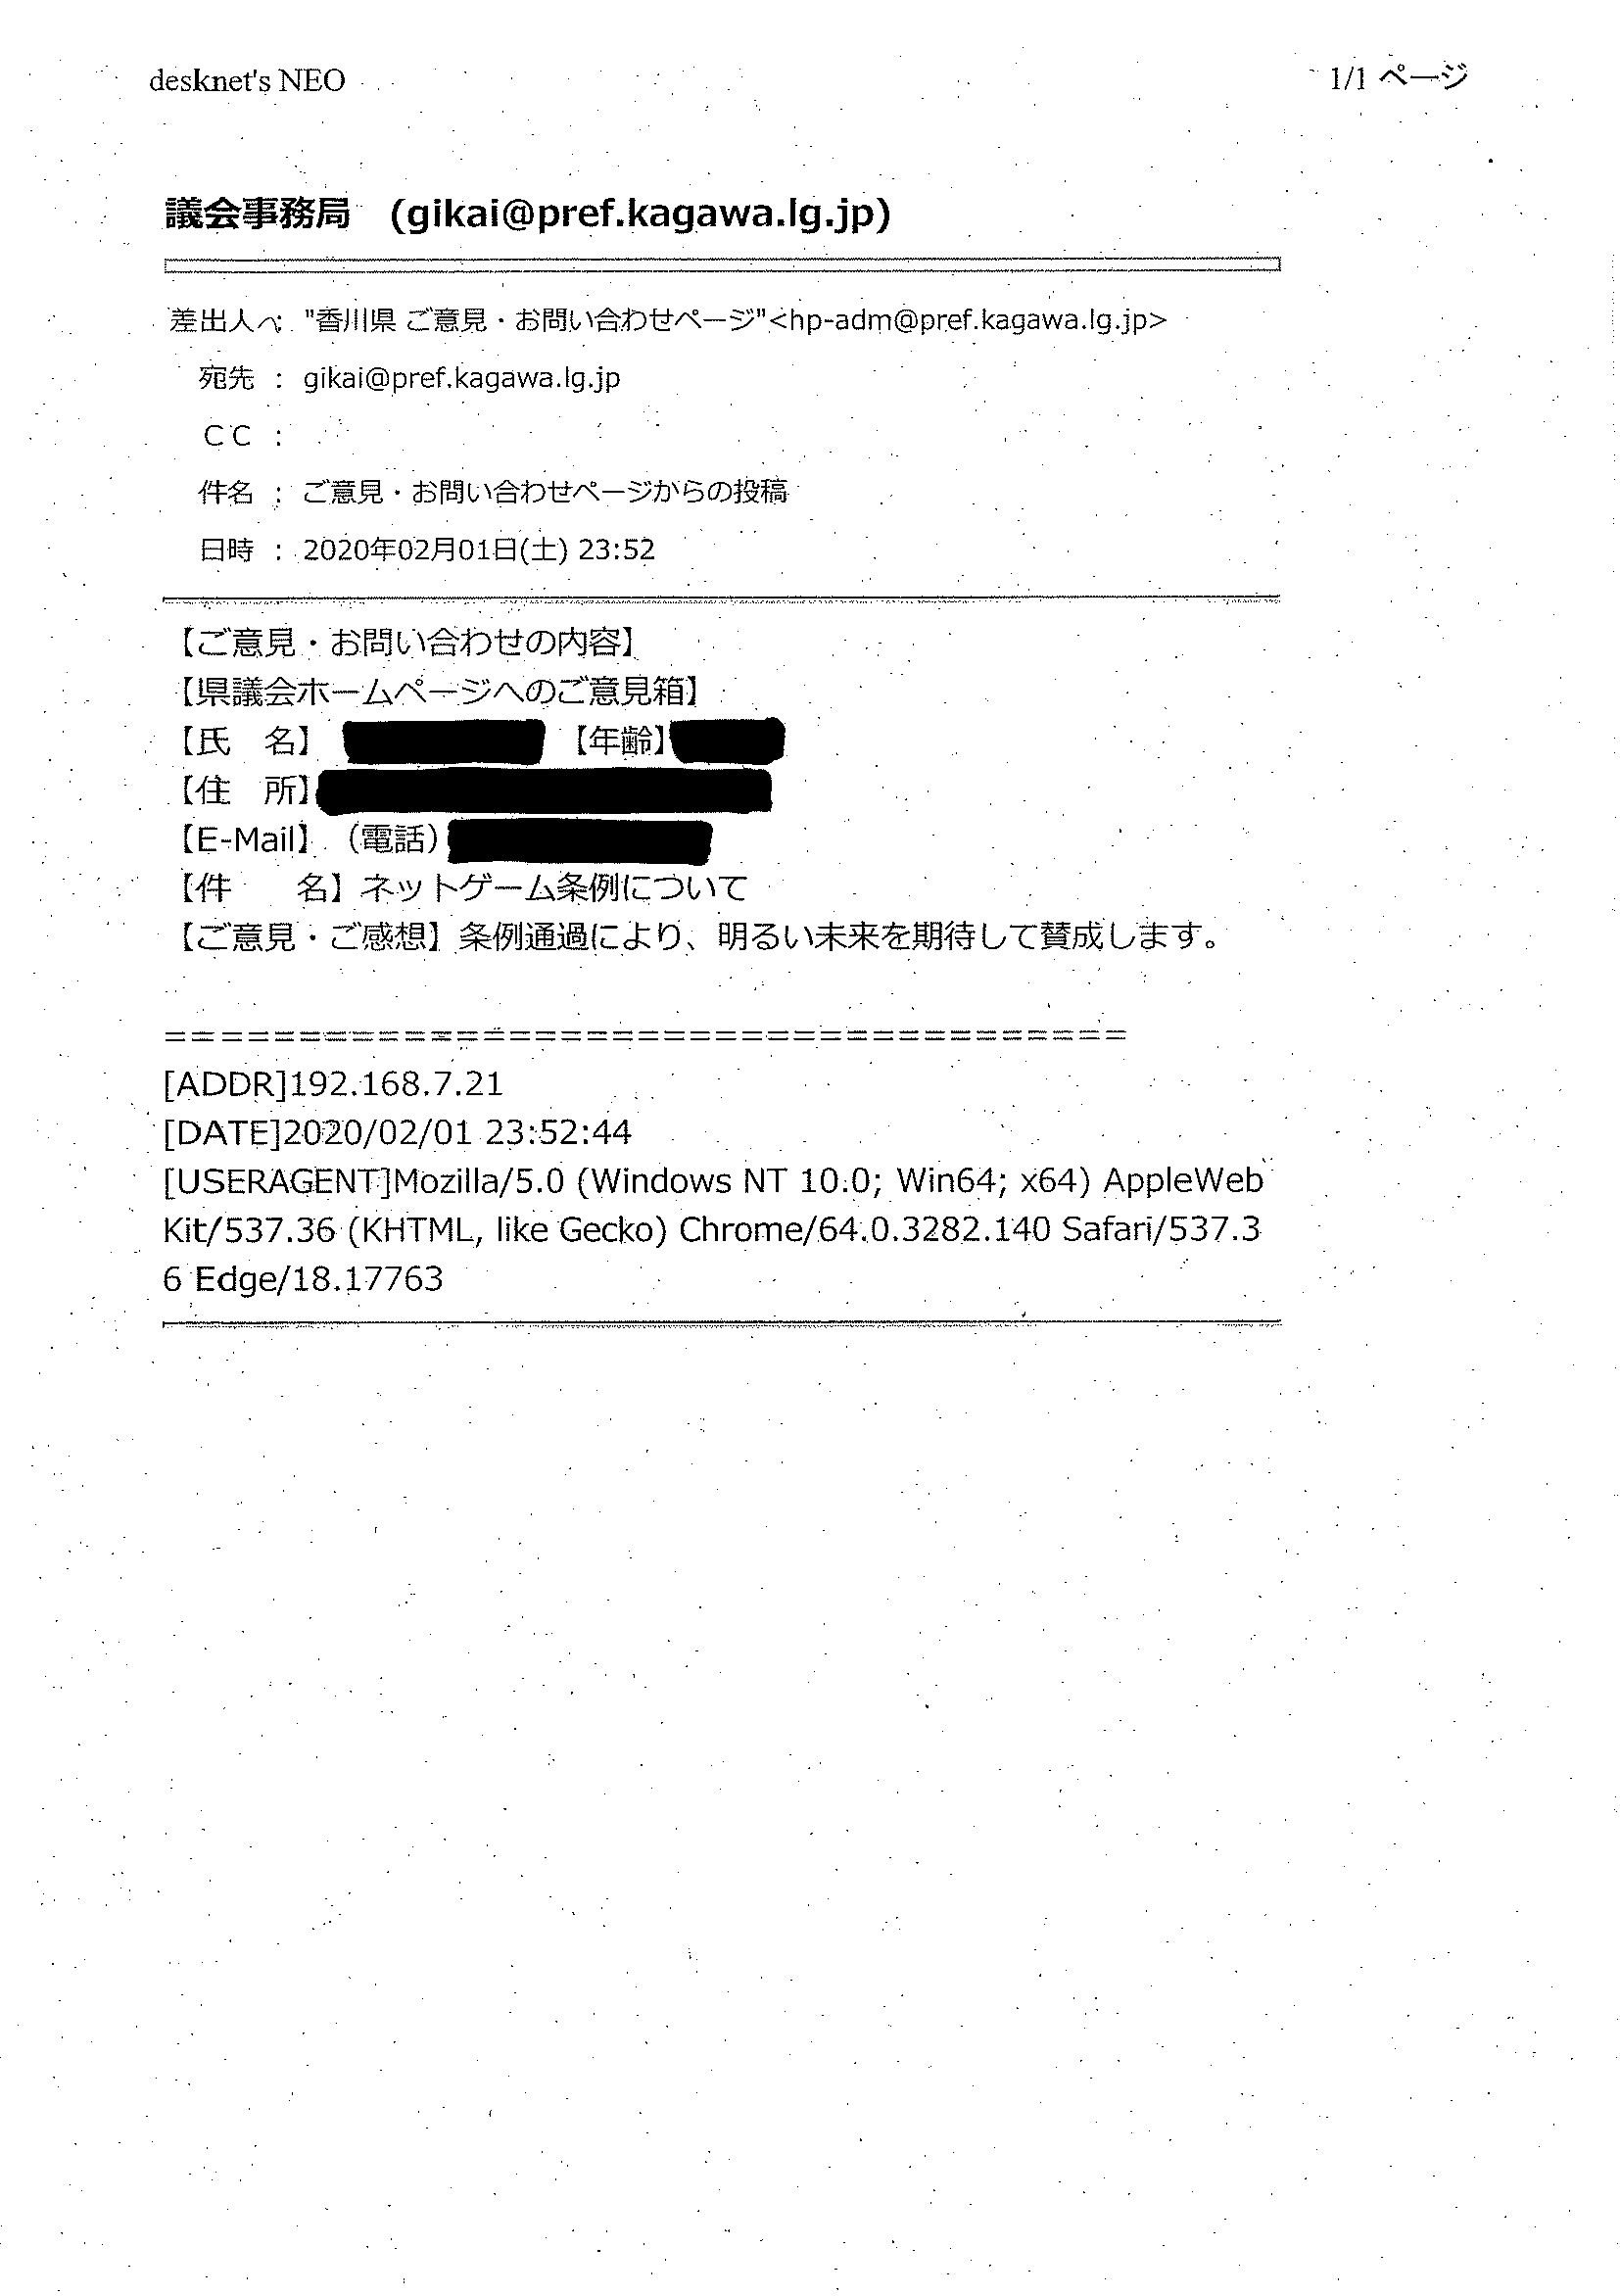 desknet's NEO
1/1 ページ
議会事務局 (gikai@pref.kagawa.lg.jp)
差出人 : "香川県 ご意見・お問い合わせページ"<hp-adm@pref.kagawa.lg.jp>
宛先 : gikai@pref.kagawa.lg.jp
CC :
件名 : ご意見・お問い合わせページからの投稿
日時 : 2020年02月01日(土) 23:52
【ご意見・お問い合わせの内容】
【県議会ホームページへのご意見箱】
【氏 名】 【年齢】
【住 所】
【E-Mail】 (電話)
【件 名】ネットゲーム条例について
【ご意見・ご感想】条例通過により、明るい未来を期待して賛成します。
=====================================
[ADDR]192.168.7.21
[DATE]2020/02/01 23:52:44
[USERAGENT]Mozilla/5.0 (Windows NT 10.0; Win64; x64) AppleWeb
Kit/537.36 (KHTML, like Gecko) Chrome/64.0.3282.140 Safari/537.3
6 Edge/18.17763